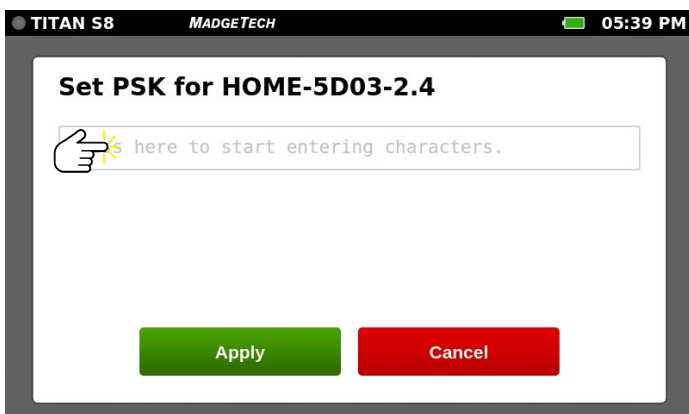 TITAN S8 MADGETECH 05:39 PM
Set PSK for HOME-5D03-2.4
here to start entering characters.
Apply Cancel